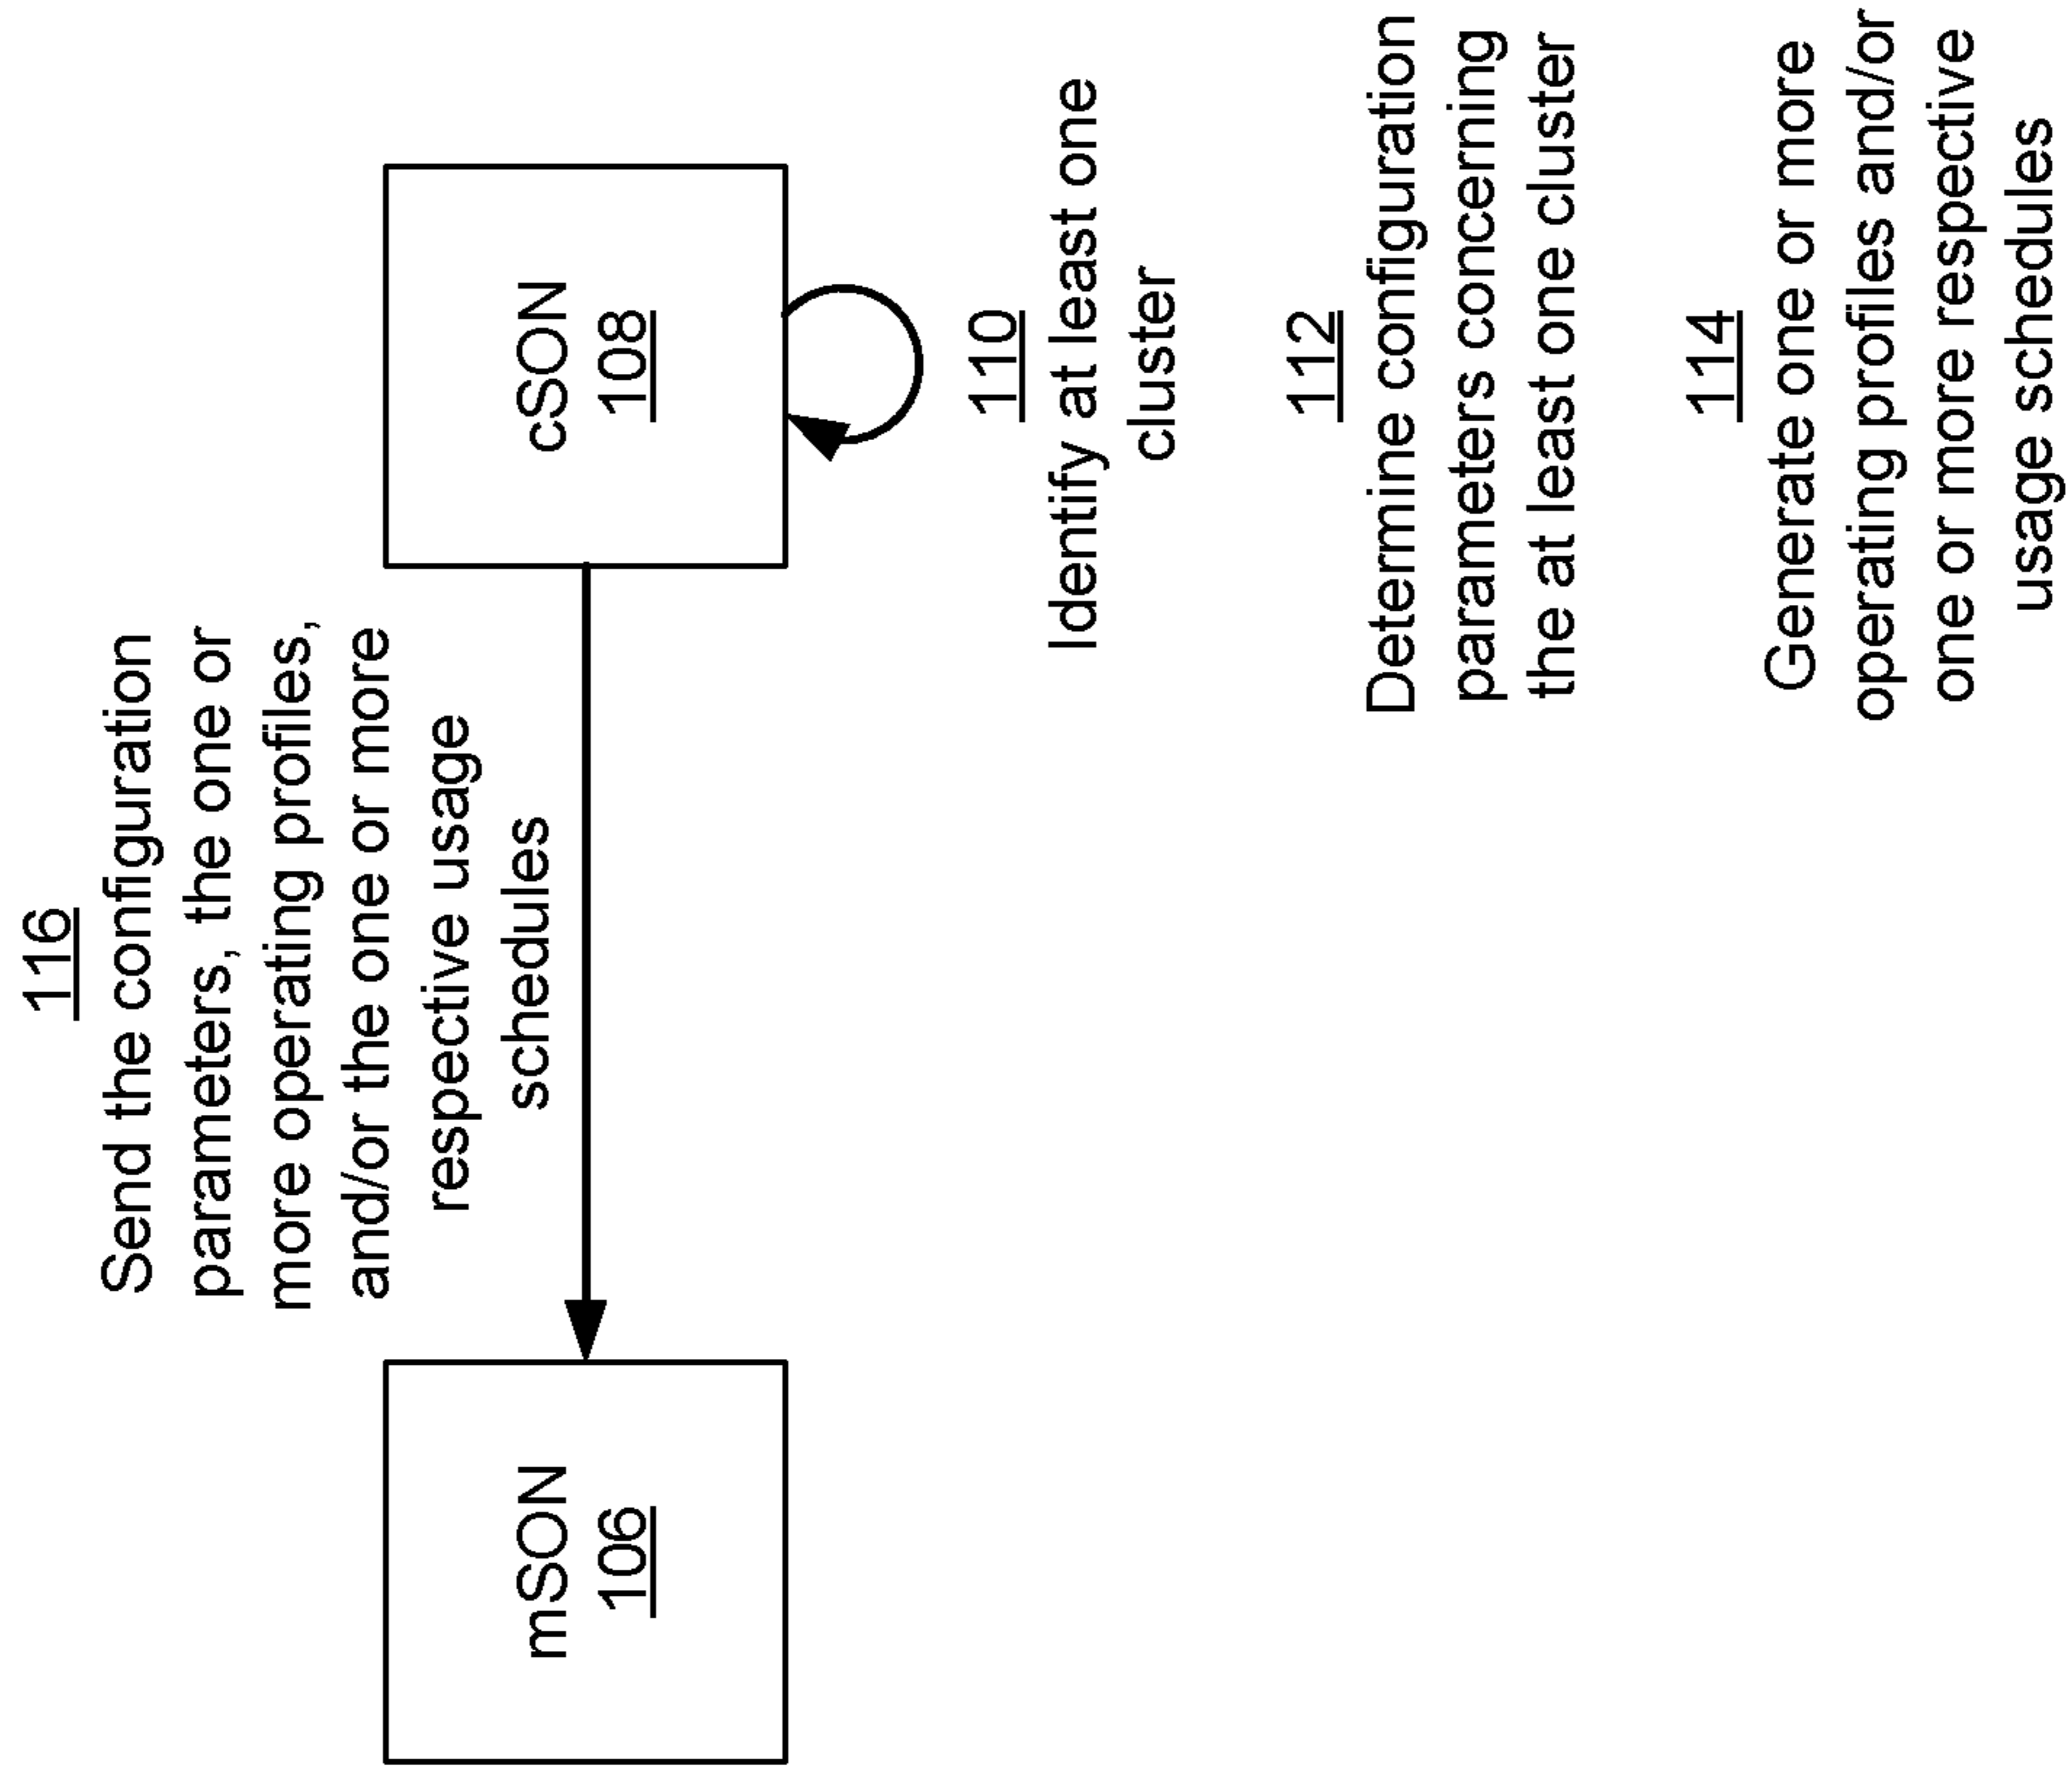 116
Send the configuration
parameters, the one or
more operating profiles,
and/or the one or more
respective usage
schedules
mSON
106
cSON
108
110
Identify at least one
cluster
112
Determine configuration
parameters concerning
the at least one cluster
114
Generate one or more
operating profiles and/or
one or more respective
usage schedules